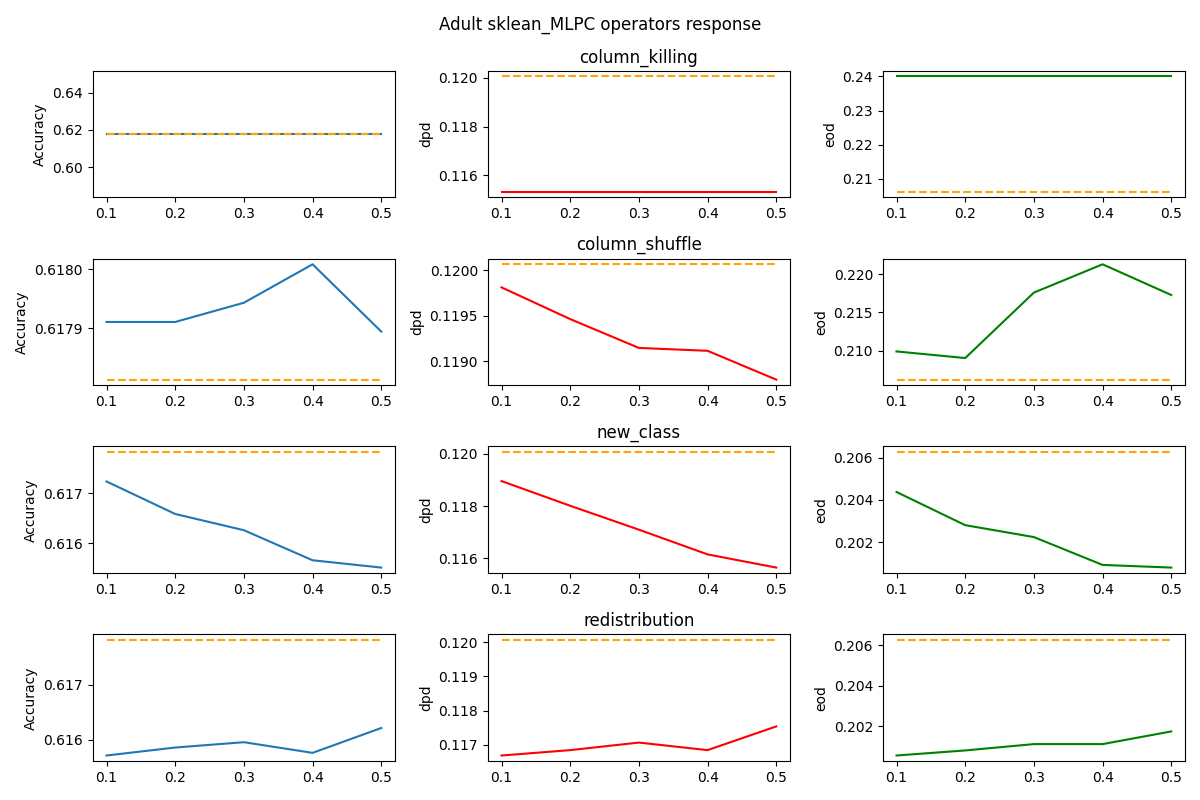 Adult sklean_MLPC operators response
column_killing
Accuracy
0.64
0.62
0.60
0.1 0.2 0.3 0.4 0.5
dpd
0.120
0.118
0.116
0.1 0.2 0.3 0.4 0.5
eod
0.24
0.23
0.22
0.21
0.1 0.2 0.3 0.4 0.5
column_shuffle
Accuracy
0.6180
0.6179
0.1 0.2 0.3 0.4 0.5
dpd
0.1200
0.1195
0.1190
0.1 0.2 0.3 0.4 0.5
eod
0.220
0.215
0.210
0.1 0.2 0.3 0.4 0.5
new_class
Accuracy
0.617
0.616
0.1 0.2 0.3 0.4 0.5
dpd
0.120
0.118
0.116
0.1 0.2 0.3 0.4 0.5
eod
0.206
0.204
0.202
0.1 0.2 0.3 0.4 0.5
redistribution
Accuracy
0.617
0.616
0.1 0.2 0.3 0.4 0.5
dpd
0.120
0.119
0.118
0.117
0.1 0.2 0.3 0.4 0.5
eod
0.206
0.204
0.202
0.1 0.2 0.3 0.4 0.5